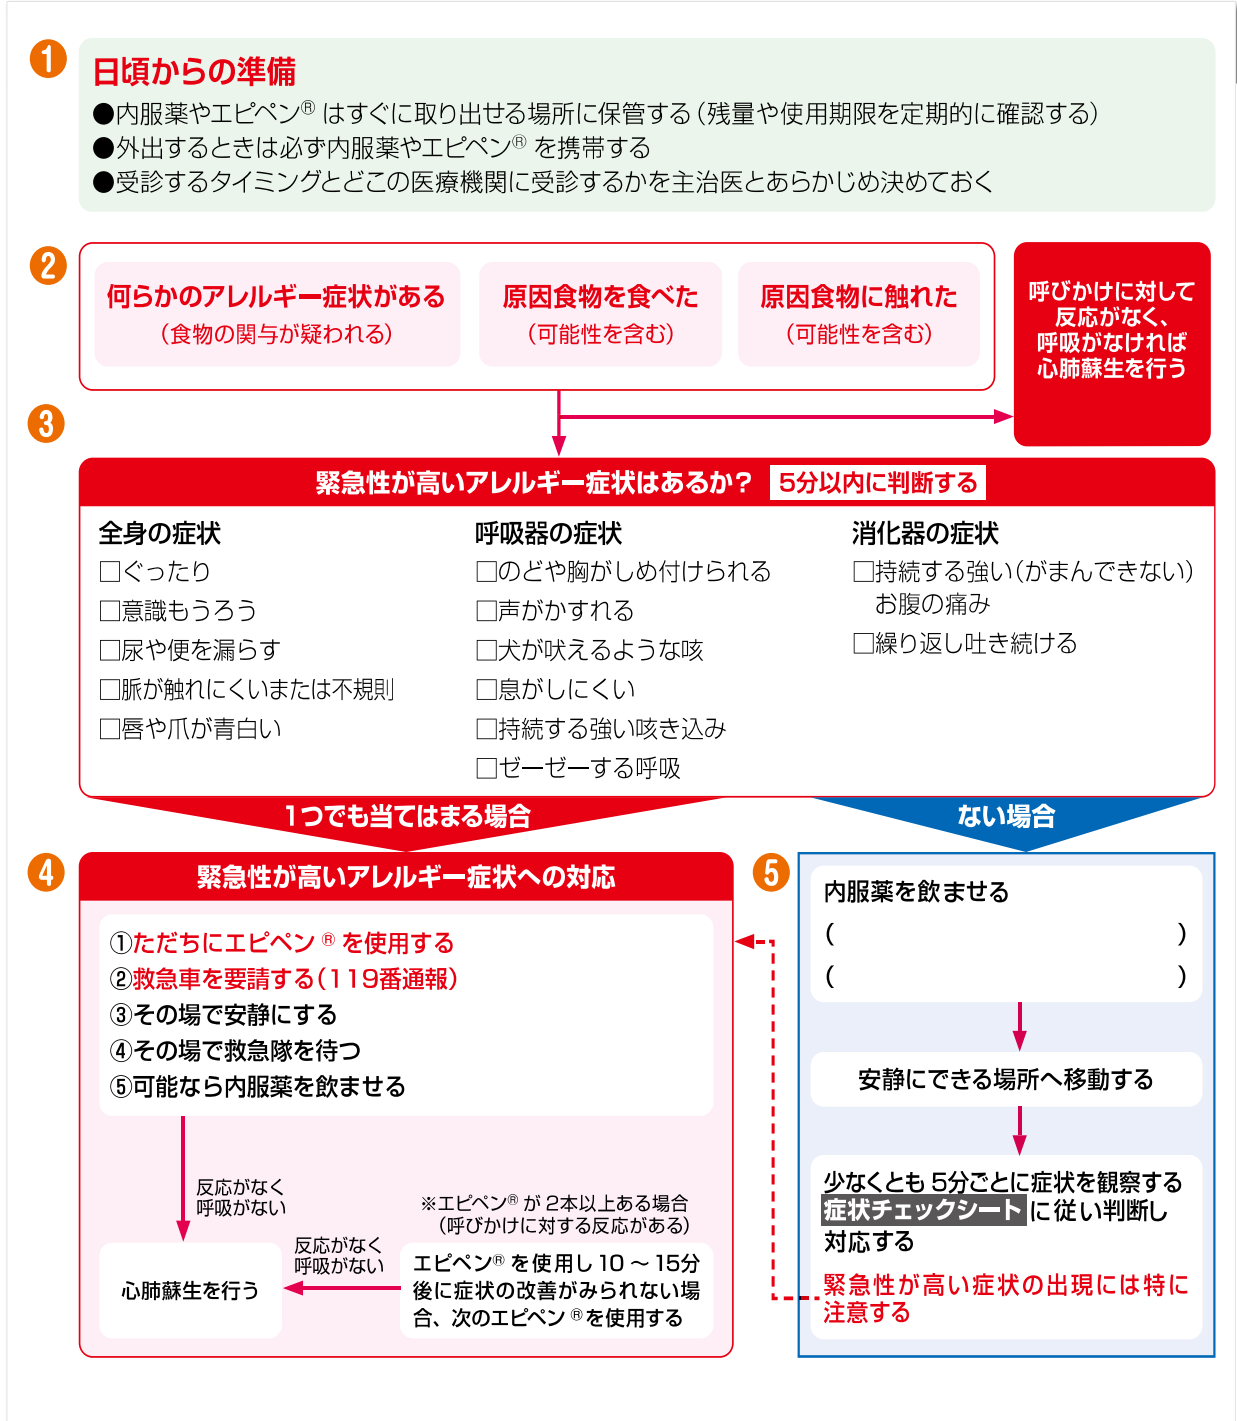 1
日頃からの準備
●内服薬やエピペン® はすぐに取り出せる場所に保管する（残量や使用期限を定期的に確認する）
●外出するときは必ず内服薬やエピペン® を携帯する
●受診するタイミングとどこの医療機関に受診するかを主治医とあらかじめ決めておく
2
何らかのアレルギー症状がある
（食物の関与が疑われる）
原因食物を食べた
（可能性を含む）
原因食物に触れた
（可能性を含む）
呼びかけに対して
反応がなく、
呼吸がなければ
心肺蘇生を行う
3
緊急性が高いアレルギー症状はあるか？ 5分以内に判断する
全身の症状
□ぐったり
□意識もうろう
□尿や便を漏らす
□脈が触れにくいまたは不規則
□唇や爪が青白い
呼吸器の症状
□のどや胸がしめ付けられる
□声がかすれる
□犬が吠えるような咳
□息がしにくい
□持続する強い咳き込み
□ゼーゼーする呼吸
消化器の症状
□持続する強い（がまんできない）
お腹の痛み
□繰り返し吐き続ける
1つでも当てはまる場合
ない場合
4
緊急性が高いアレルギー症状への対応
①ただちにエピペン ® を使用する
②救急車を要請する（119番通報）
③その場で安静にする
④その場で救急隊を待つ
⑤可能なら内服薬を飲ませる
反応がなく
呼吸がない
※エピペン® が 2本以上ある場合
（呼びかけに対する反応がある）
反応がなく
呼吸がない
心肺蘇生を行う
エピペン® を使用し 10 ～ 15分
後に症状の改善がみられない場
合、次のエピペン ® を使用する
5
内服薬を飲ませる
（ ）
（ ）
安静にできる場所へ移動する
少なくとも 5分ごとに症状を観察する
症状チェックシート に従い判断し
対応する
緊急性が高い症状の出現には特に
注意する